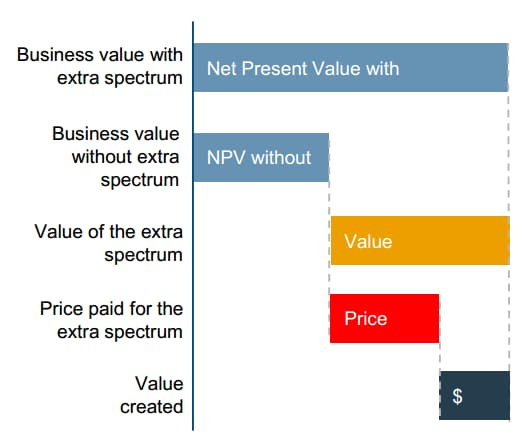 Business value with
extra spectrum
Net Present Value with
Business value
without extra
spectrum
NPV without
Value of the extra
spectrum
Value
Price paid for the
extra spectrum
Price
Value
created
$